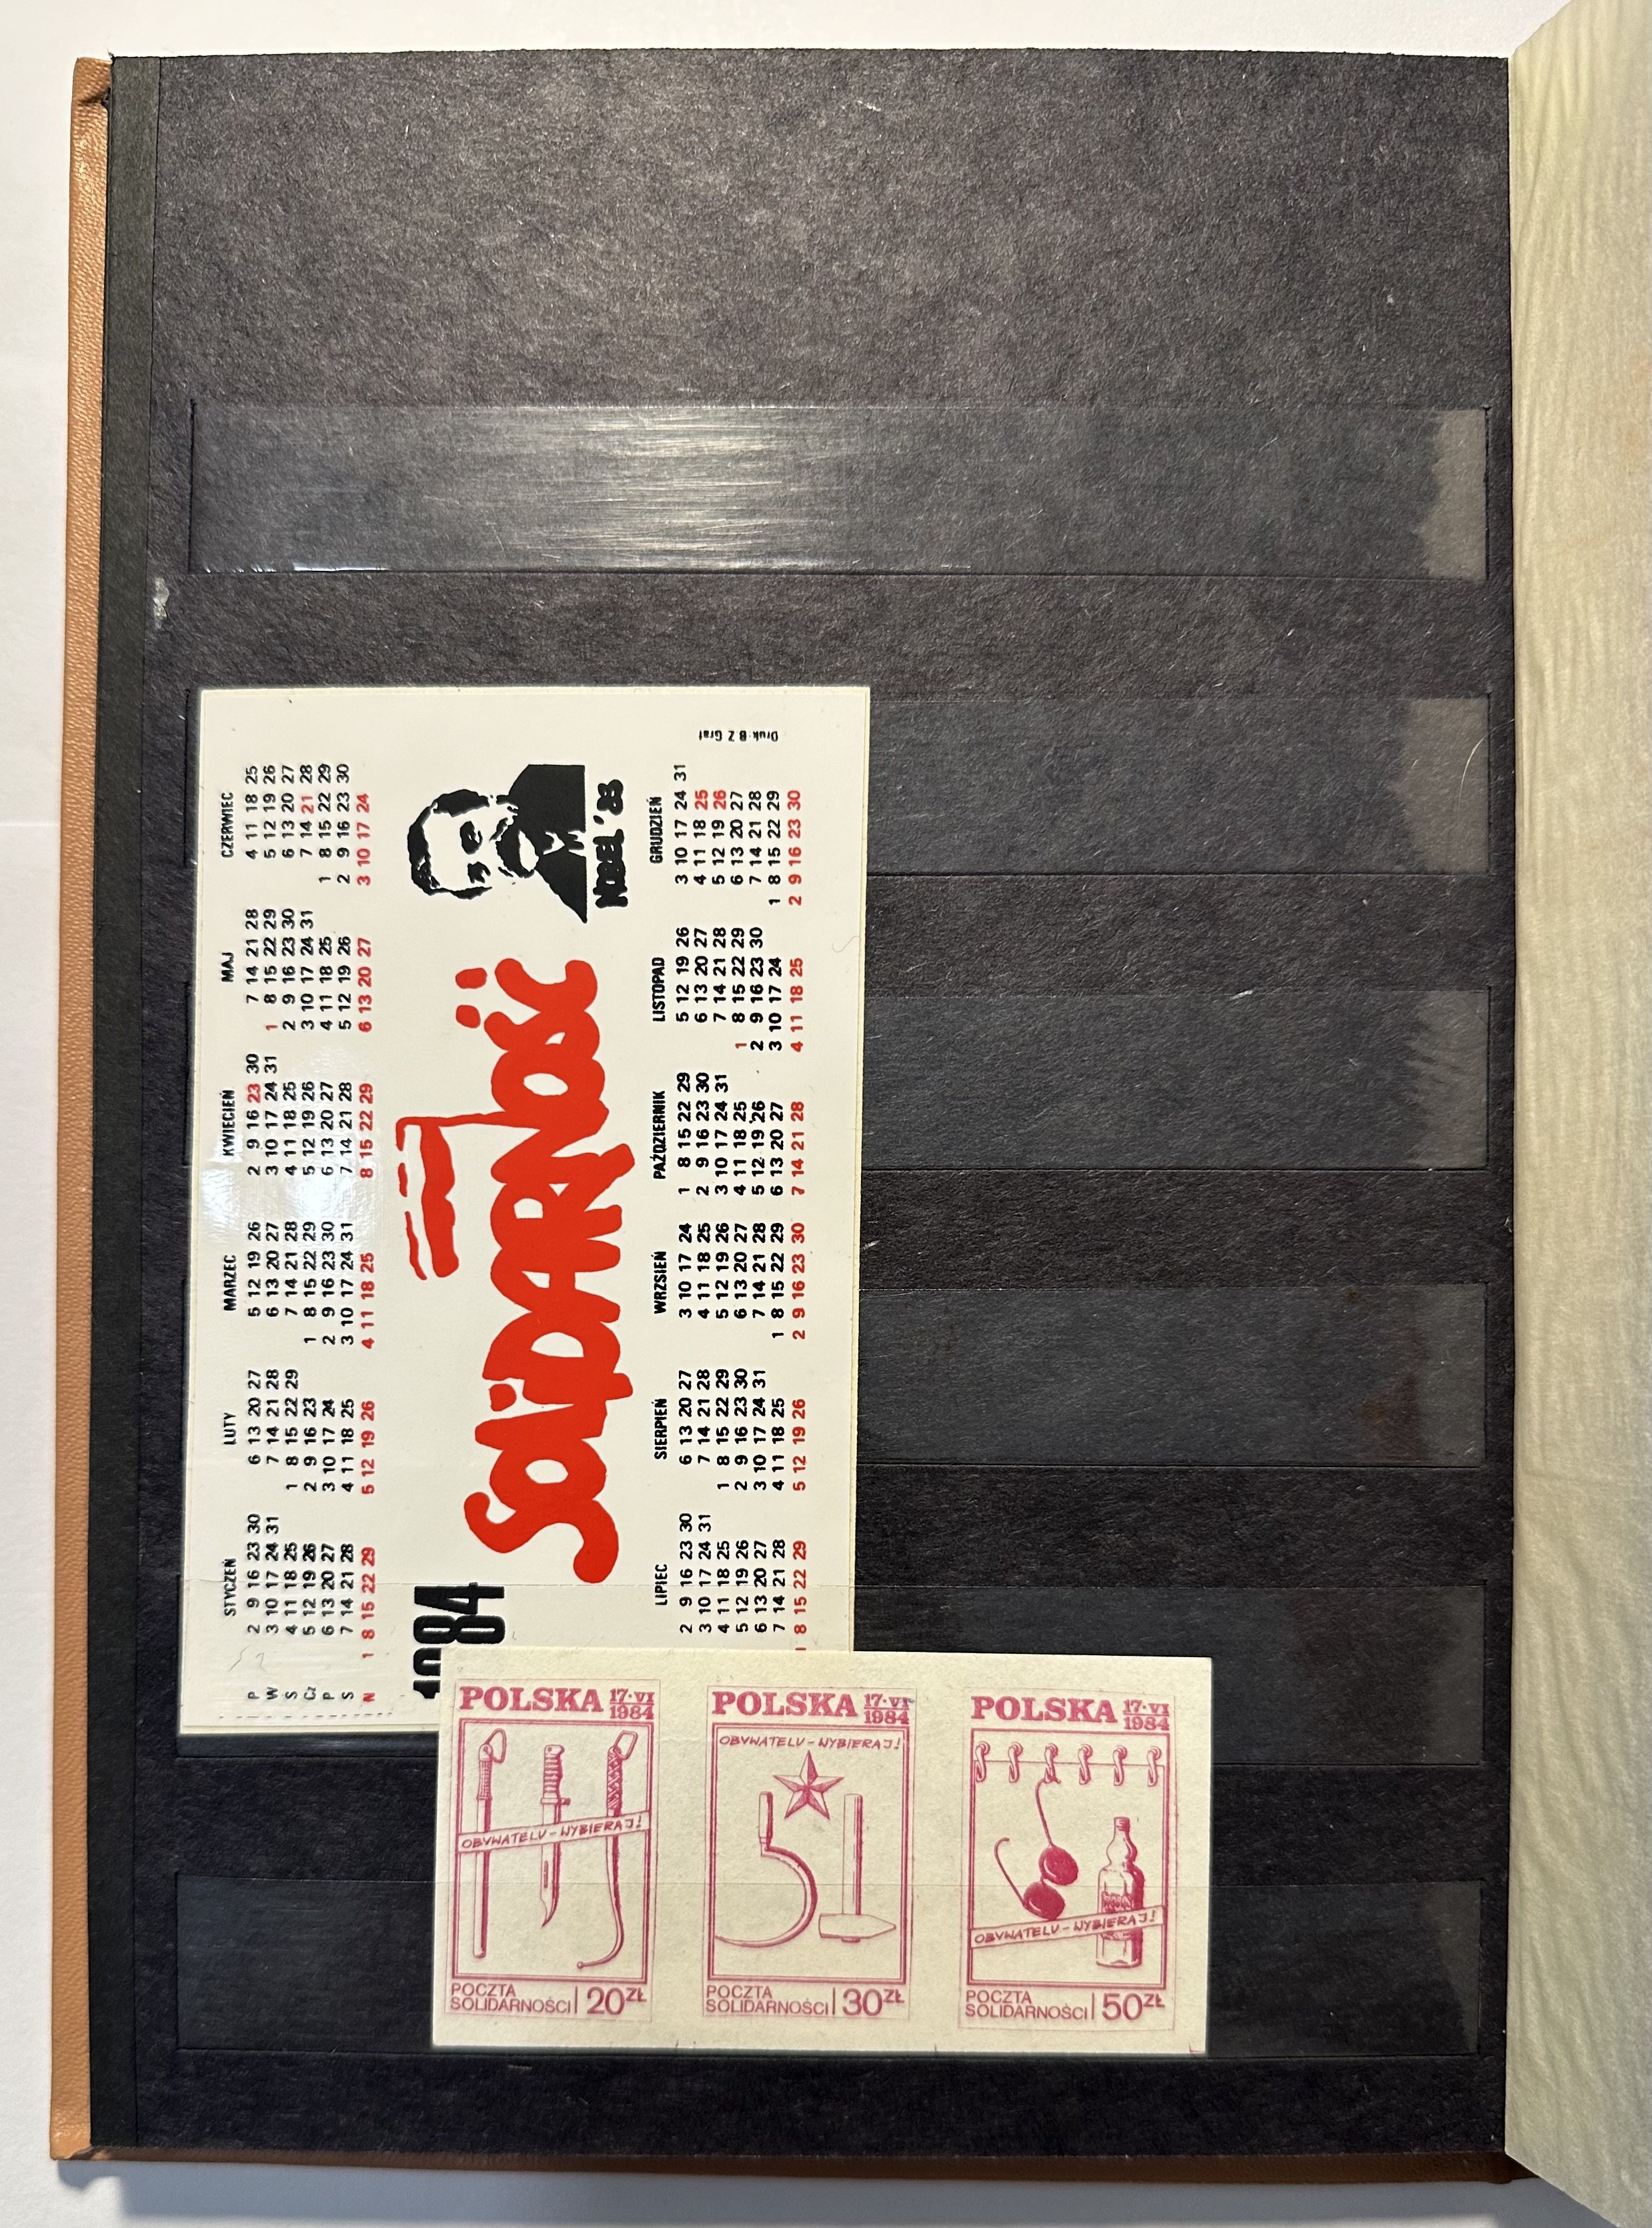 STYCZEŃ LUTY MARZEC KWIECIEŃ MAJ CZERWIEC
P 2 9 16 23 30 6 13 20 27 5 12 19 26 2 9 16 23 30 7 14 21 28 4 11 18 25
W 3 10 17 24 31 7 14 21 28 6 13 20 27 3 10 17 24 31 1 8 15 22 29 5 12 19 26
S 4 11 18 25 1 8 15 22 29 7 14 21 28 4 11 18 25 2 9 16 23 30 6 13 20 27
Cz 5 12 19 26 2 9 16 23 1 8 15 22 29 5 12 19 26 3 10 17 24 31 7 14 21 28
P 6 13 20 27 3 10 17 24 2 9 16 23 30 6 13 20 27 4 11 18 25 1 8 15 22 29
S 7 14 21 28 4 11 18 25 3 10 17 24 31 7 14 21 28 5 12 19 26 2 9 16 23 30
N 1 8 15 22 29 5 12 19 26 4 11 18 25 8 15 22 29 6 13 20 27 3 10 17 24
1984
SOLIDARNOŚĆ
NOBEL '83
LIPIEC SIERPIEŃ WRZSIEŃ PAŹDZIERNIK LISTOPAD GRUDZIEŃ
2 9 16 23 30 6 13 20 27 3 10 17 24 1 8 15 22 29 5 12 19 26 3 10 17 24 31
3 10 17 24 31 7 14 21 28 4 11 18 25 2 9 16 23 30 6 13 20 27 4 11 18 25
4 11 18 25 1 8 15 22 29 5 12 19 26 3 10 17 24 31 7 14 21 28 5 12 19 26
5 12 19 26 2 9 16 23 30 6 13 20 27 4 11 18 25 1 8 15 22 29 6 13 20 27
6 13 20 27 3 10 17 24 31 7 14 21 28 5 12 19 26 2 9 16 23 30 7 14 21 28
7 14 21 28 4 11 18 25 1 8 15 22 29 6 13 20 27 3 10 17 24 1 8 15 22 29
1 8 15 22 29 5 12 19 26 2 9 16 23 30 7 14 21 28 4 11 18 25 2 9 16 23 30
Druk: B Z Graf
POLSKA 17·VI 1984
OBYWATELU - WYBIERAJ!
POCZTA
SOLIDARNOŚCI 20 ZŁ
POLSKA 17·VI 1984
OBYWATELU - WYBIERAJ!
POCZTA
SOLIDARNOŚCI 30 ZŁ
POLSKA 17·VI 1984
OBYWATELU - WYBIERAJ!
POCZTA
SOLIDARNOŚCI 50 ZŁ